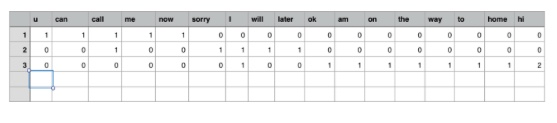 u can call me now sorry I will later ok am on the way to home hi
1 1 1 1 1 1 0 0 0 0 0 0 0 0 0 0 0 0
2 0 0 1 0 0 1 1 1 1 0 0 0 0 0 0 0 0
3 0 0 0 0 0 0 1 0 0 1 1 1 1 1 1 1 2